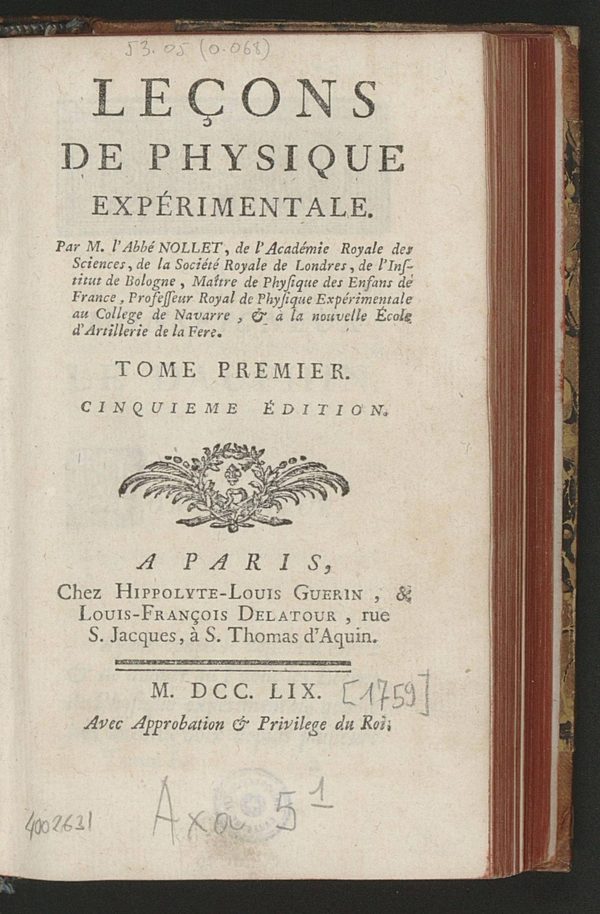 53.05 (0.068)
LEÇONS
DE PHYSIQUE
EXPÉRIMENTALE.
Par M. l'Abbé NOLLET, de l'Académie Royale des
Sciences, de la Société Royale de Londres, de l'Inſ-
titut de Bologne, Maître de Phyſique des Enfans de
France, Profeſſeur Royal de Phyſique Expérimentale
au College de Navarre, & à la nouvelle École
d'Artillerie de la Fere.
TOME PREMIER.
CINQUIEME ÉDITION.
A PARIS,
Chez HIPPOLYTE-LOUIS GUERIN, &
LOUIS-FRANÇOIS DELATOUR, rue
S. Jacques, à S. Thomas d'Aquin.
M. DCC. LIX. [1759]
Avec Approbation & Privilege du Roi.
Axa 5 1
4002631